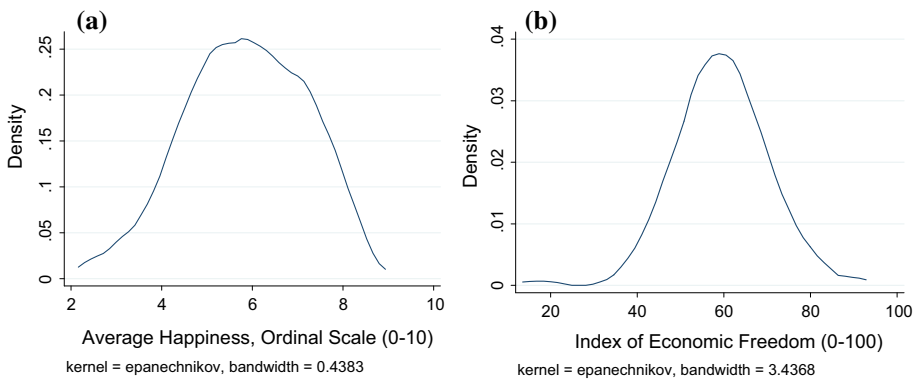 (a)
Density
.25
.2
.15
.1
.05
0
2 4 6 8 10
Average Happiness, Ordinal Scale (0-10)
kernel = epanechnikov, bandwidth = 0.4383
(b)
Density
.04
.03
.02
.01
0
20 40 60 80 100
Index of Economic Freedom (0-100)
kernel = epanechnikov, bandwidth = 3.4368